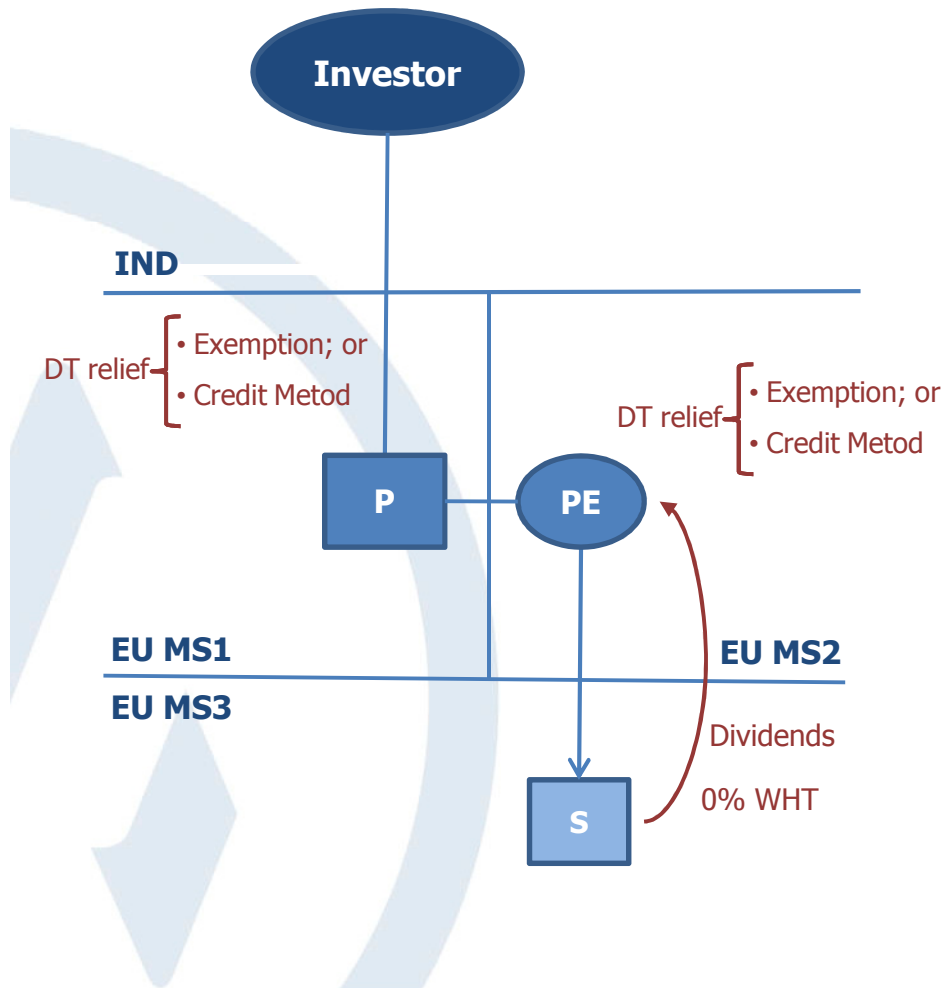 Investor
IND
DT relief
• Exemption; or
• Credit Metod
DT relief
• Exemption; or
• Credit Metod
P
PE
EU MS1
EU MS2
EU MS3
Dividends
0% WHT
S